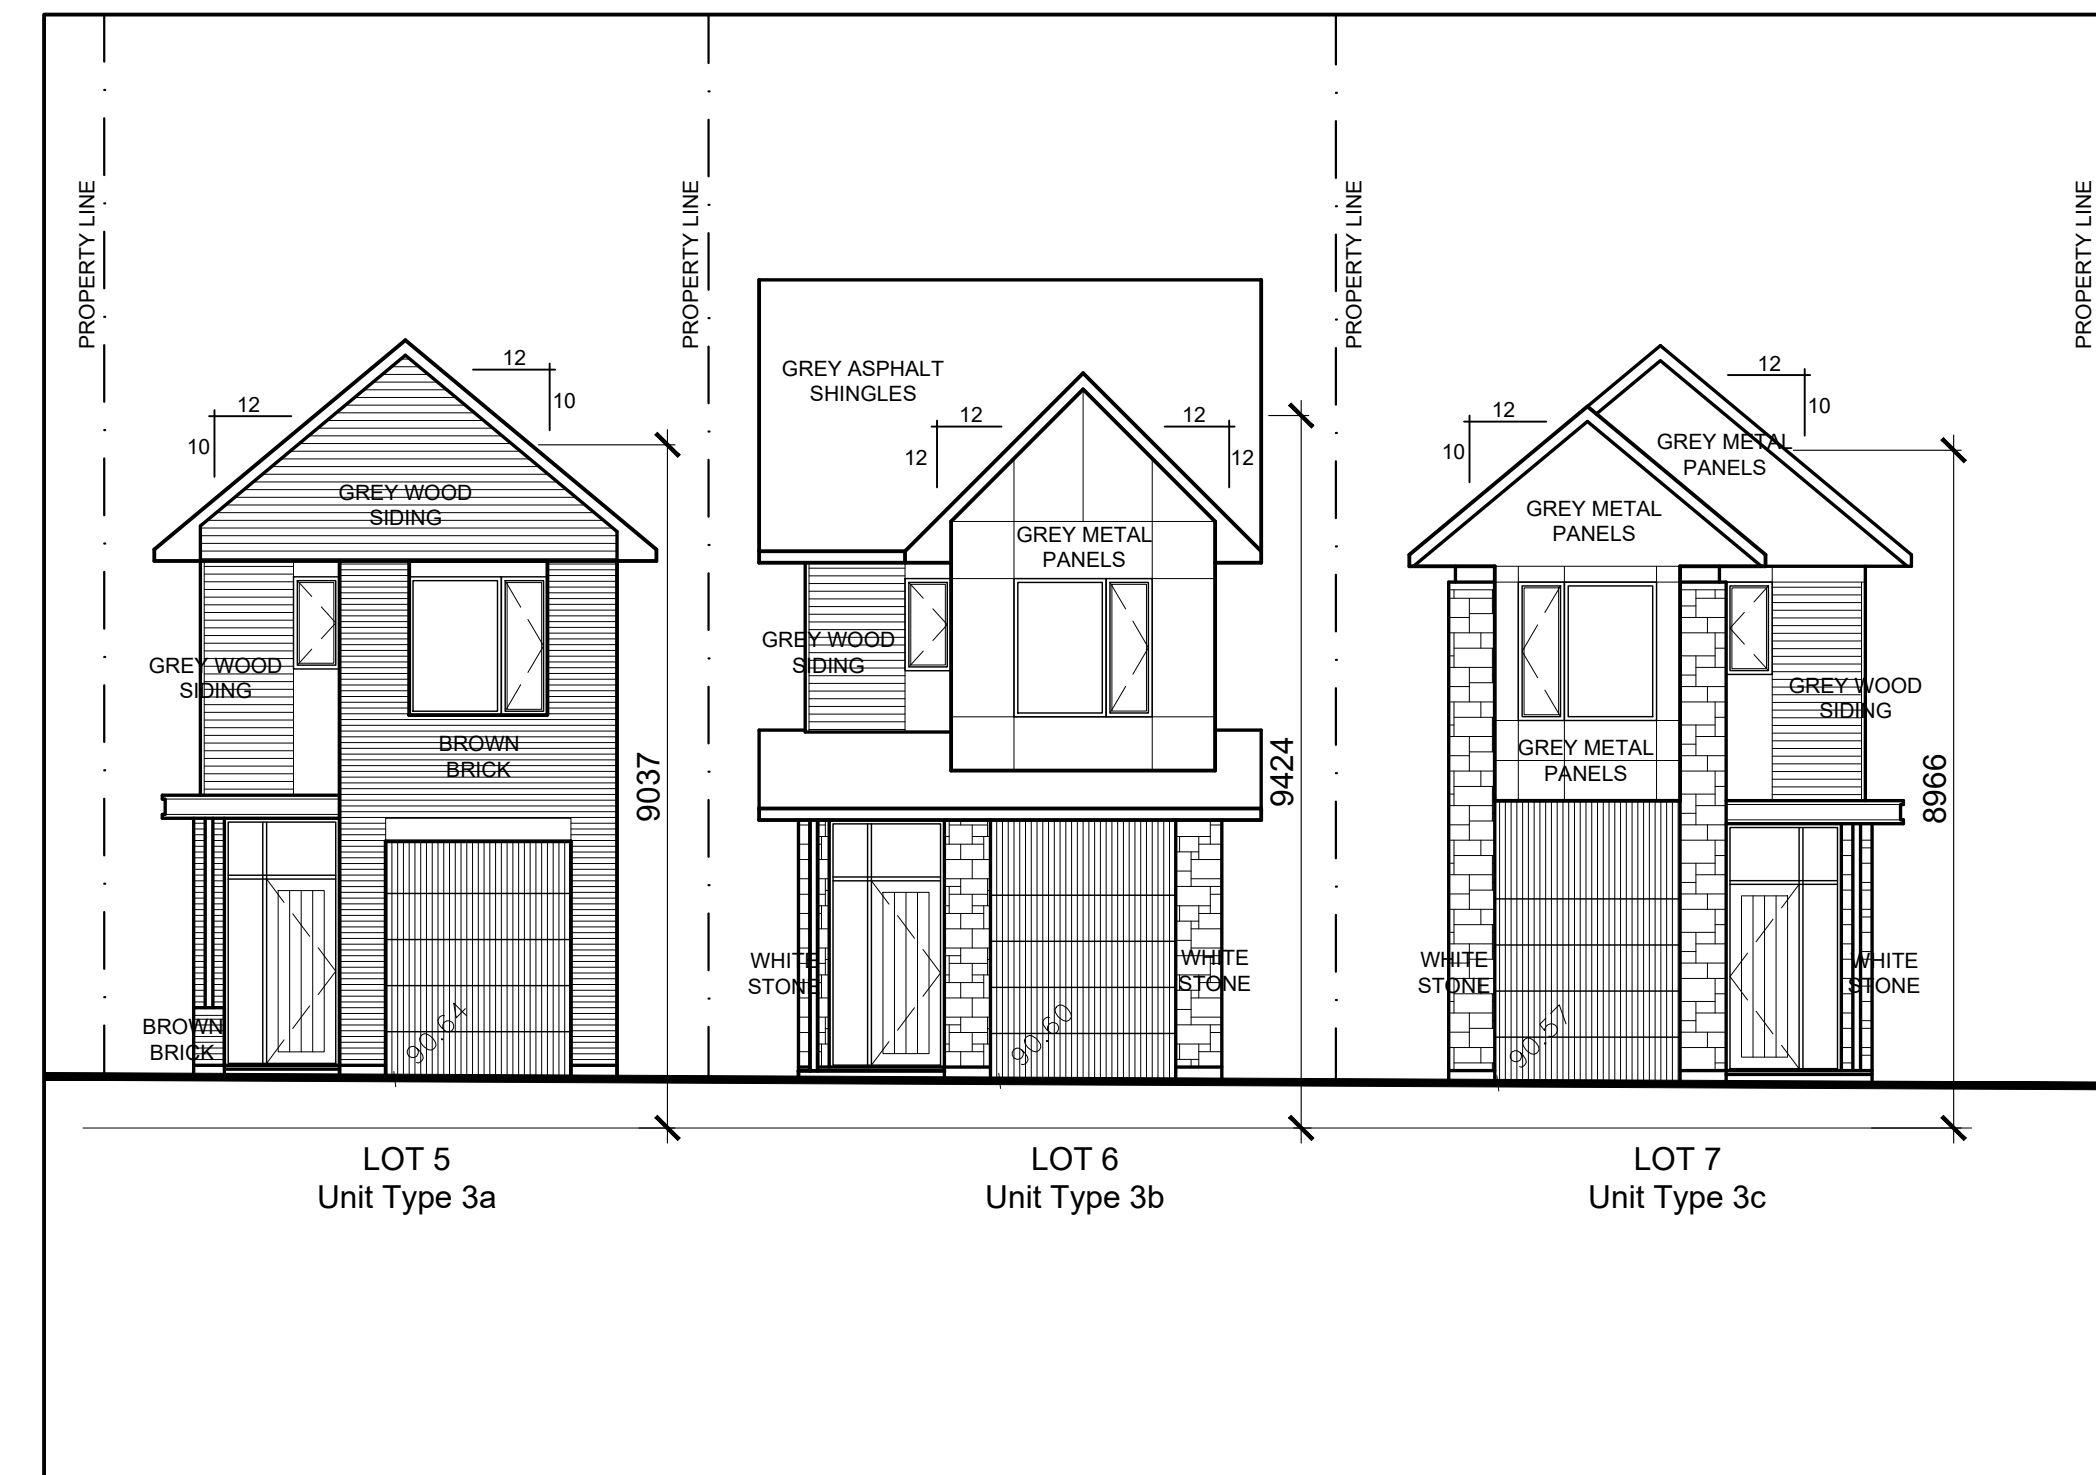 PROPERTY LINE
PROPERTY LINE
PROPERTY LINE
PROPERTY LINE
12
10
12
10
GREY WOOD
SIDING
GREY WOOD
SIDING
BROWN
BRICK
BROWN
BRICK
90.64
9037
LOT 5
Unit Type 3a
GREY ASPHALT
SHINGLES
12
12
12
12
GREY METAL
PANELS
GREY WOOD
SIDING
WHITE
STONE
WHITE
STONE
90.60
9424
LOT 6
Unit Type 3b
12
10
12
10
GREY METAL
PANELS
GREY METAL
PANELS
GREY WOOD
SIDING
GREY METAL
PANELS
WHITE
STONE
WHITE
STONE
90.57
8966
LOT 7
Unit Type 3c